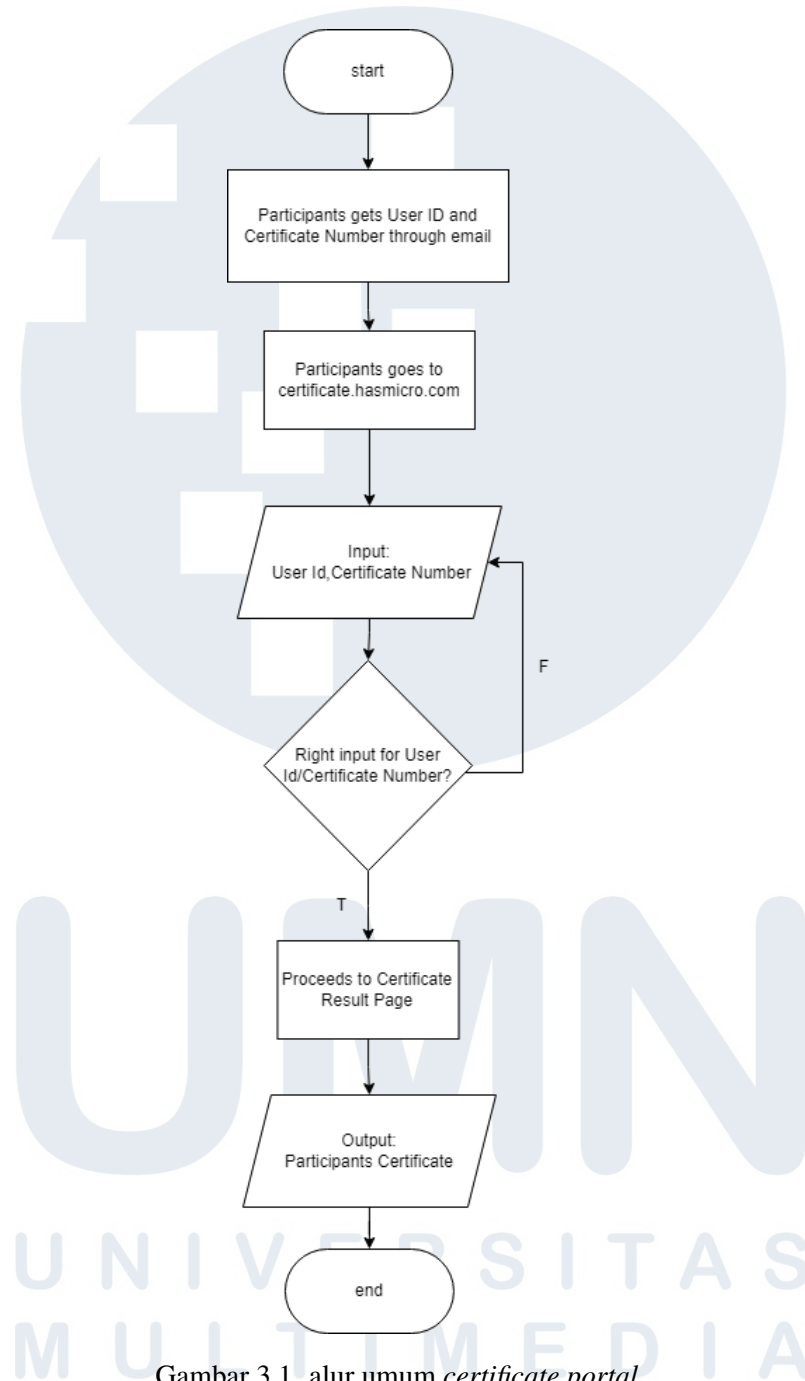 start
Participants gets User ID and
Certificate Number through email
Participants goes to
certificate.hasmicro.com
Input:
User Id,Certificate Number
F
Right input for User
Id/Certificate Number?
T
Proceeds to Certificate
Result Page
Output:
Participants Certificate
end
UMN
UNIVERSITAS
MULTIMEDIA
Gambar 3.1. alur umum certificate portal